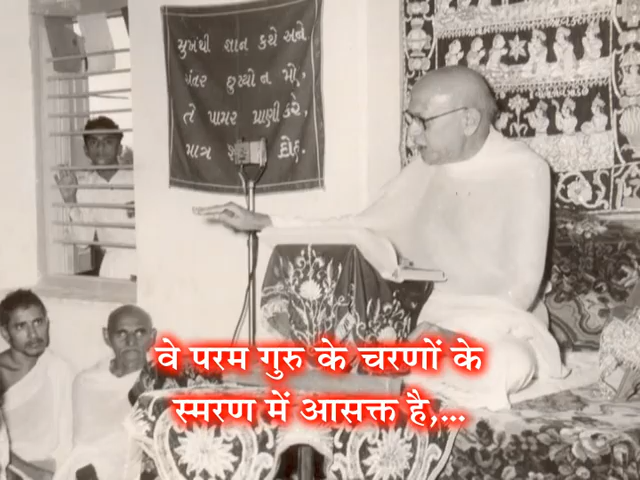 મુખથી જ્ઞાન કથે અને
અંતર છુટ્યો ન
તે પામર પ્રાણી કરે,
માત્ર દ્રોહ.
वे परम गुरु के चरणों के
स्मरण में आसक्त है,...